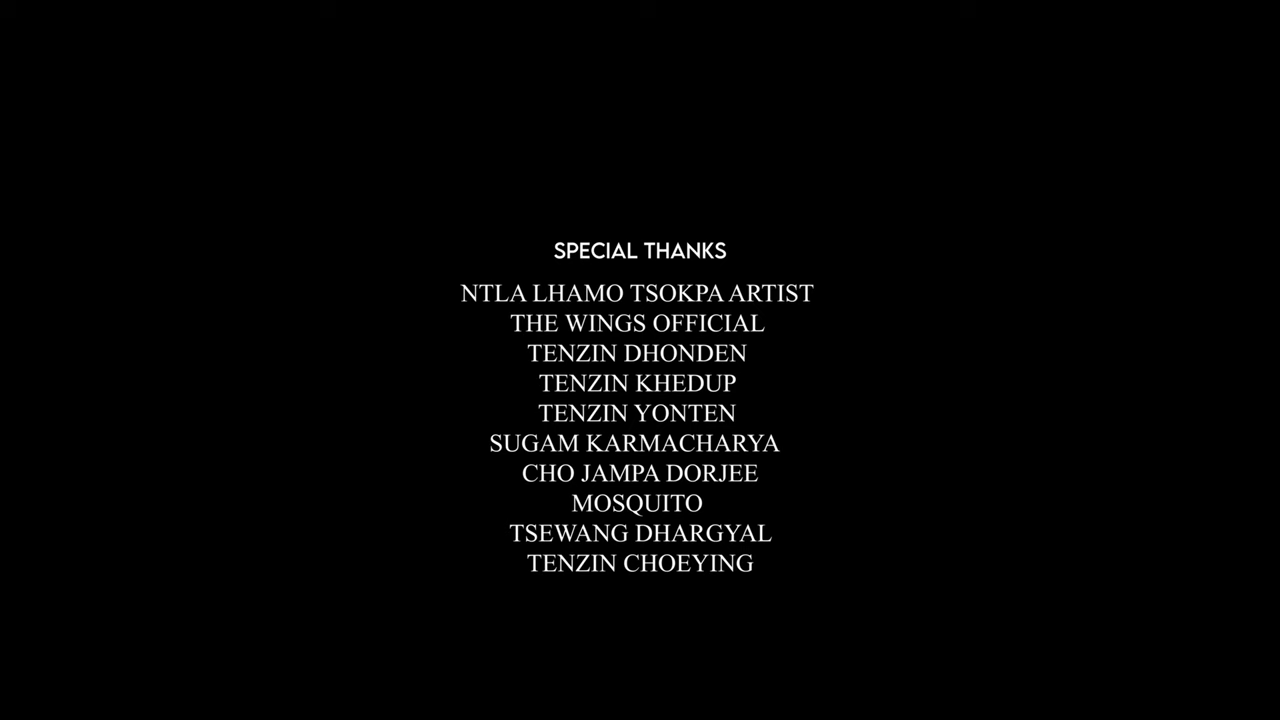 SPECIAL THANKS
NTLA LHAMO TSOKPA ARTIST
THE WINGS OFFICIAL
TENZIN DHONDEN
TENZIN KHEDUP
TENZIN YONTEN
SUGAM KARMACHARYA
CHO JAMPA DORJEE
MOSQUITO
TSEWANG DHARGYAL
TENZIN CHOEYING